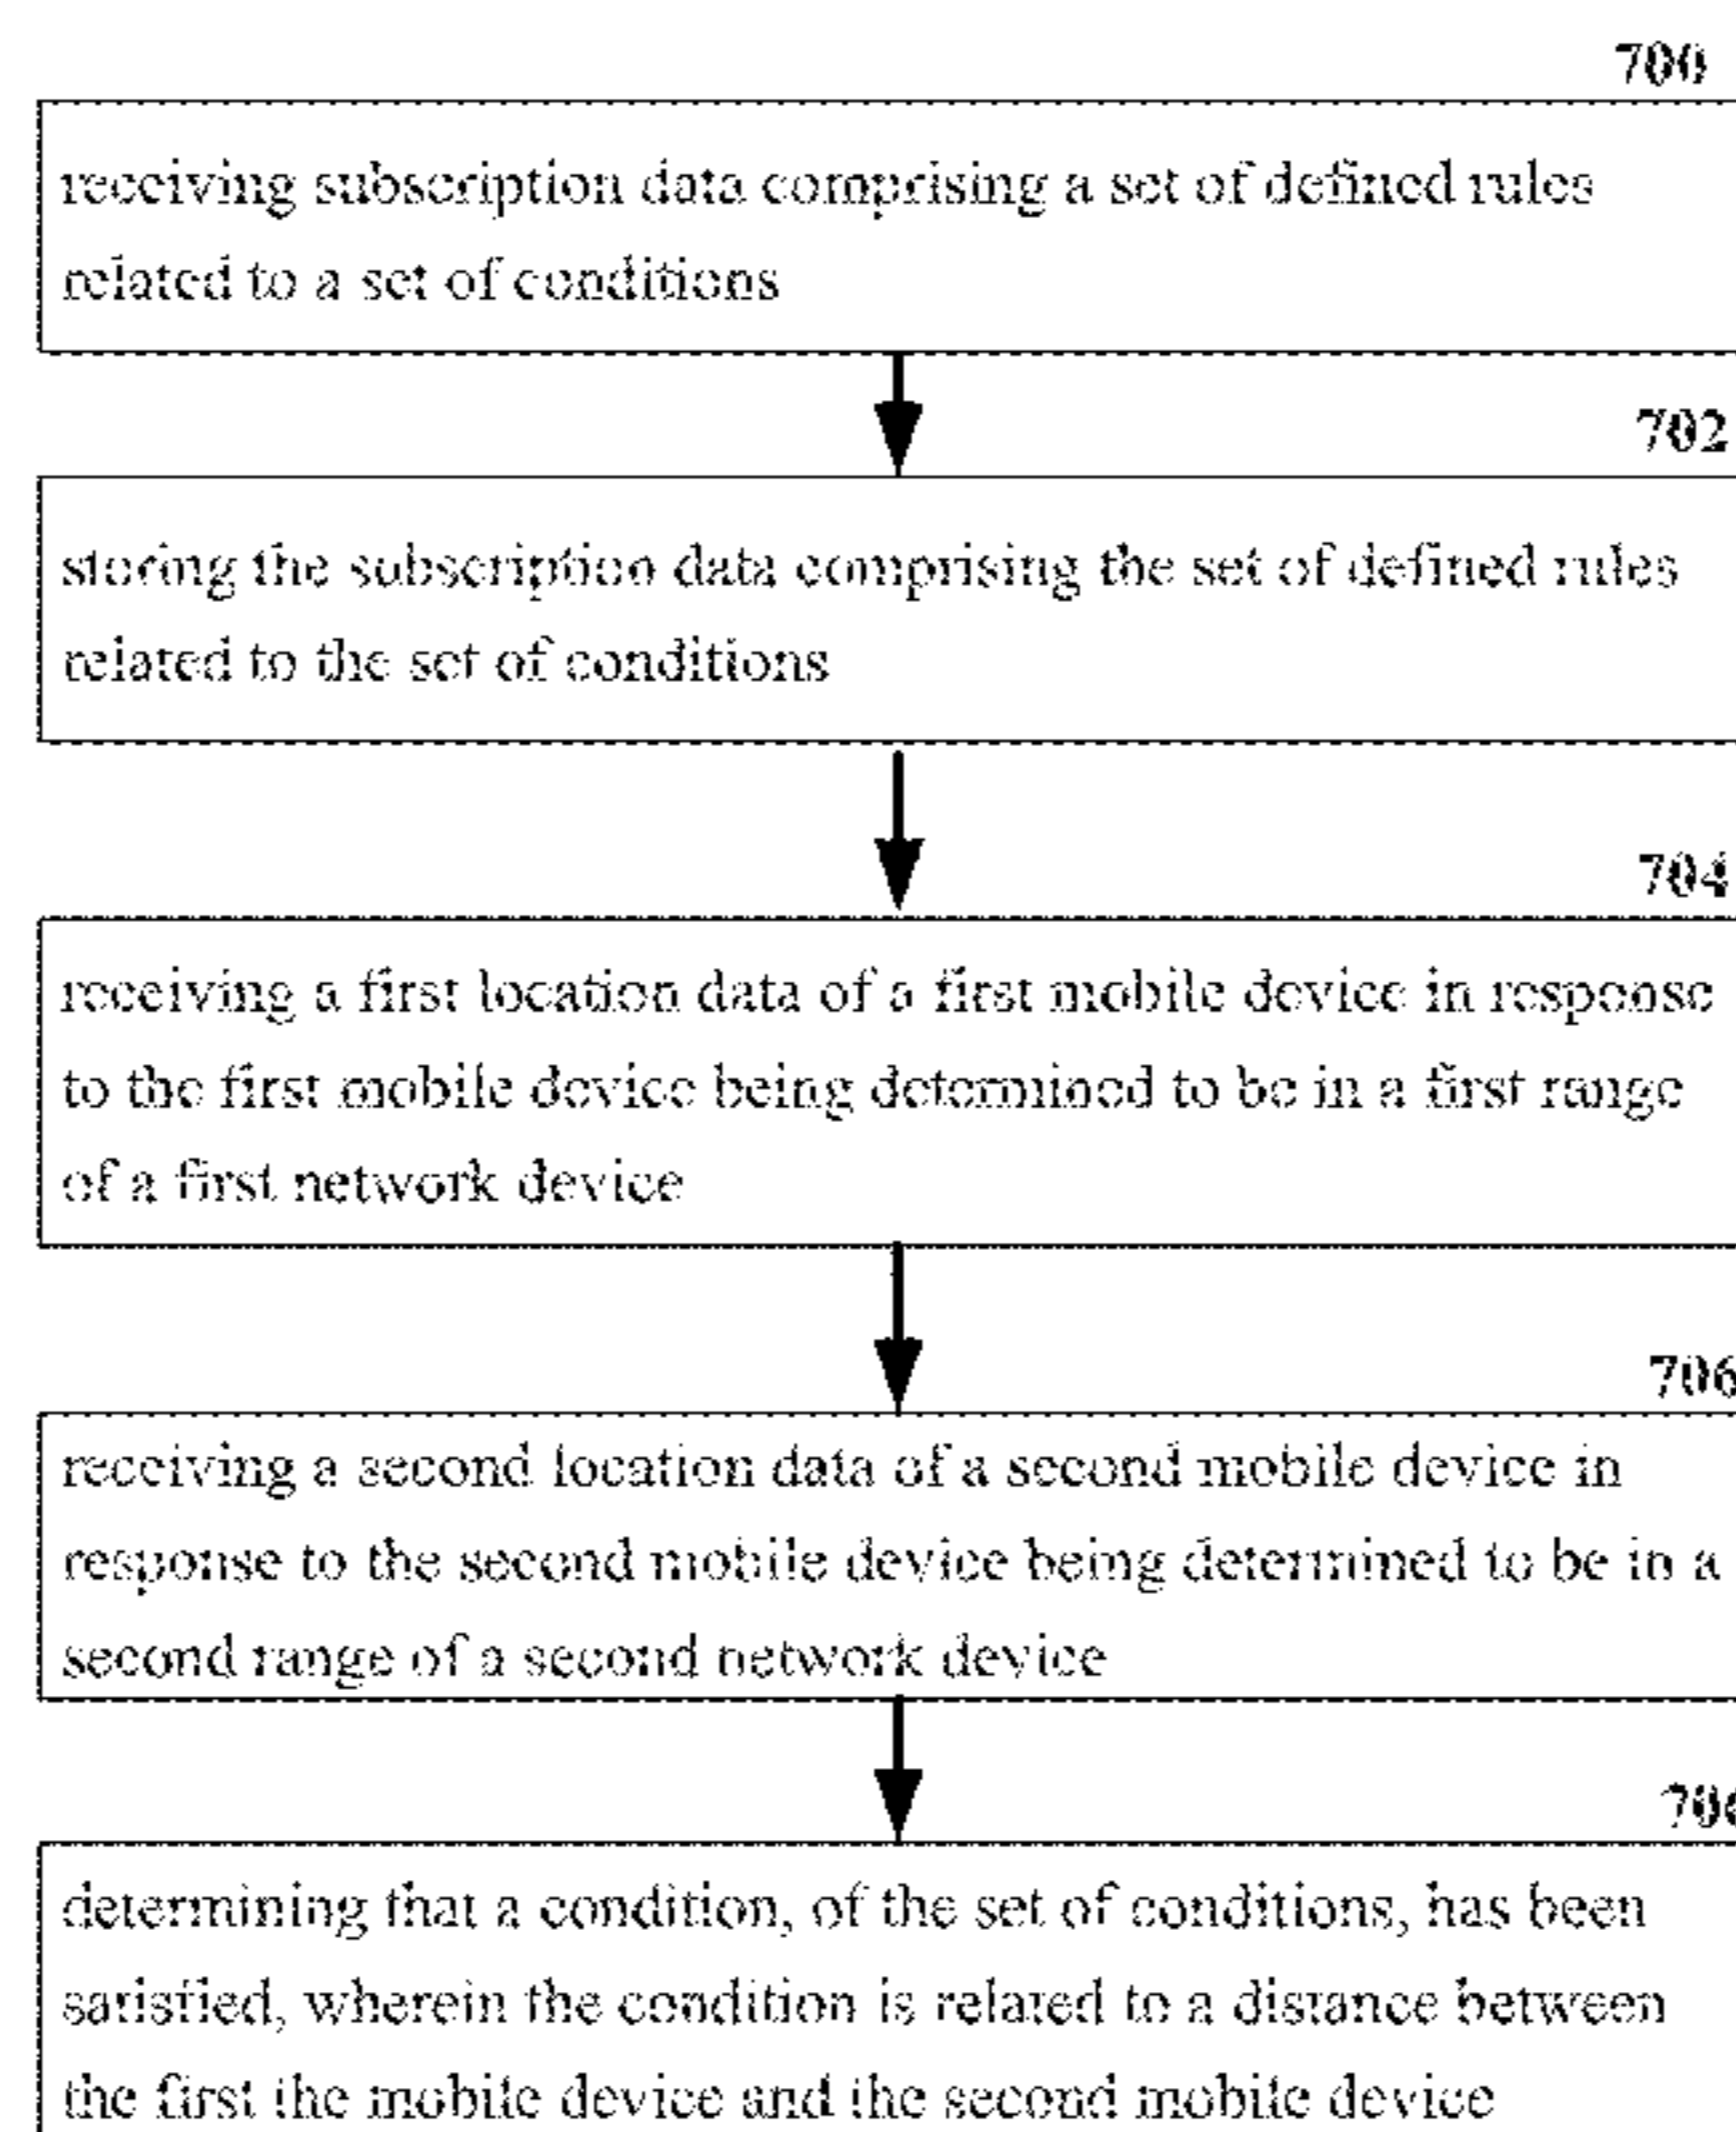 700
receiving subscription data comprising a set of defined rules
related to a set of conditions
702
storing the subscription data comprising the set of defined rules
related to the set of conditions
704
receiving a first location data of a first mobile device in response
to the first mobile device being determined to be in a first range
of a first network device
706
receiving a second location data of a second mobile device in
response to the second mobile device being determined to be in a
second range of a second network device
determining that a condition, of the set of conditions, has been
satisfied, wherein the condition is related to a distance between
the first the mobile device and the second mobile device